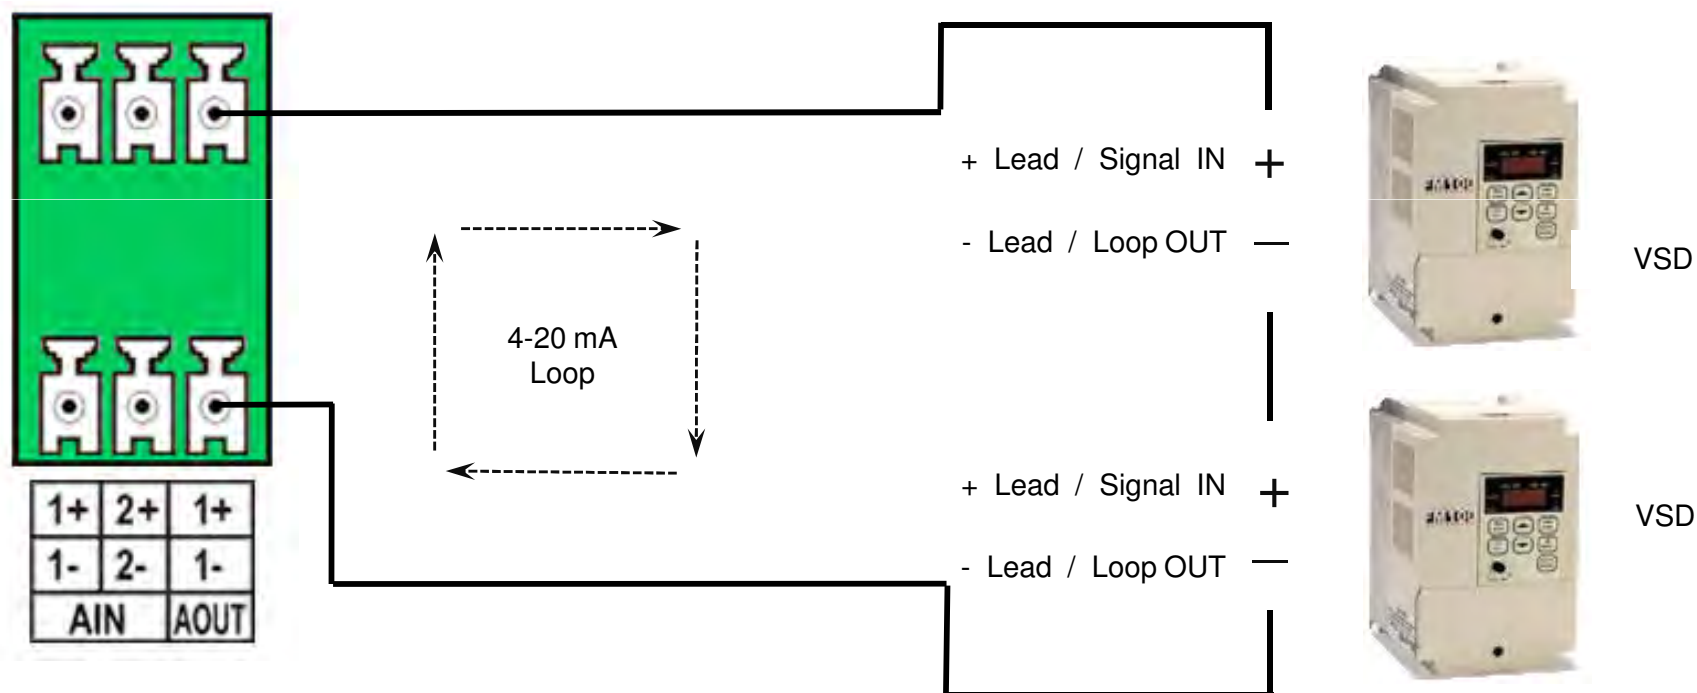 + Lead / Signal IN +
- Lead / Loop OUT —
VSD
4-20 mA
Loop
+ Lead / Signal IN +
- Lead / Loop OUT —
VSD
1+ 2+ 1+
1- 2- 1-
AIN AOUT